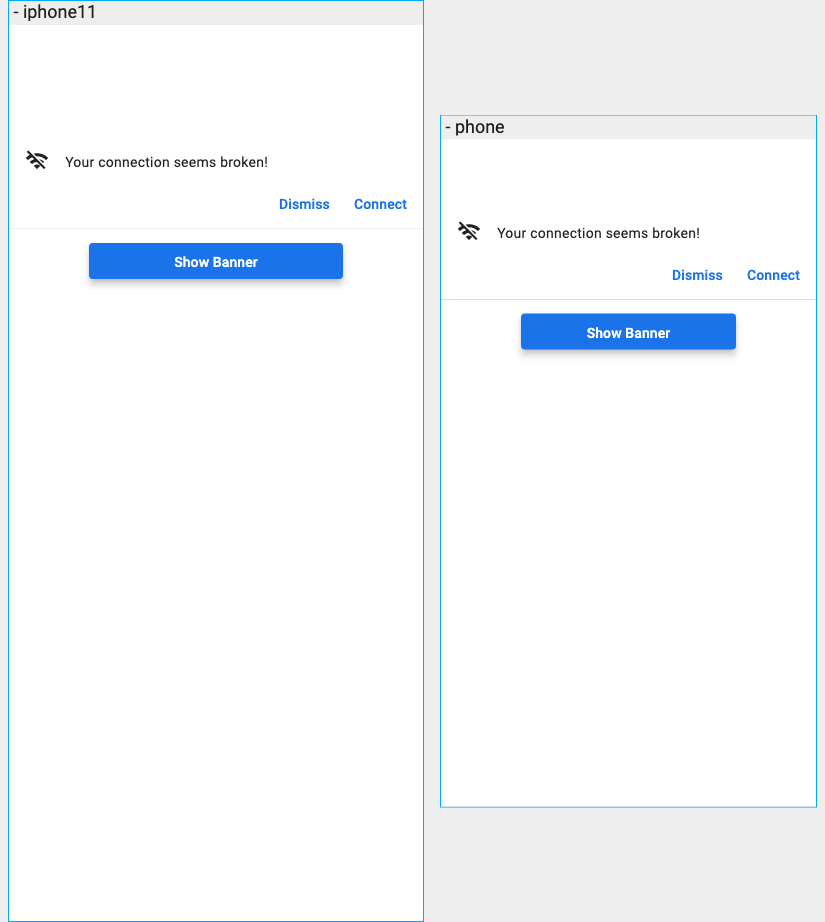 - iphone11
Your connection seems broken!
Dismiss Connect
Show Banner
- phone
Your connection seems broken!
Dismiss Connect
Show Banner